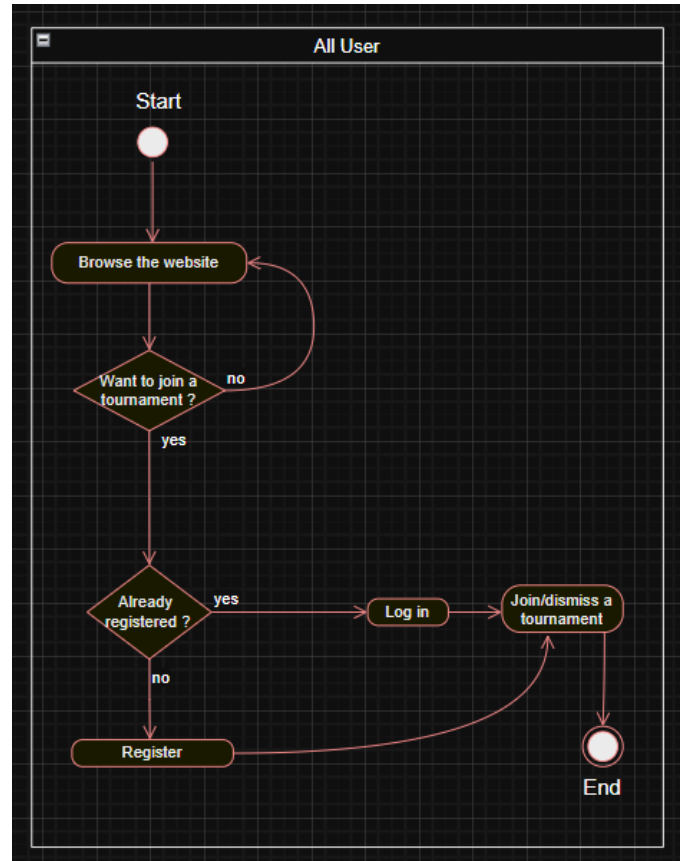 All User
Start
Browse the website
Want to join a
tournament ?
no
yes
Already
registered ?
yes
Log in
Join/dismiss a
tournament
no
Register
End